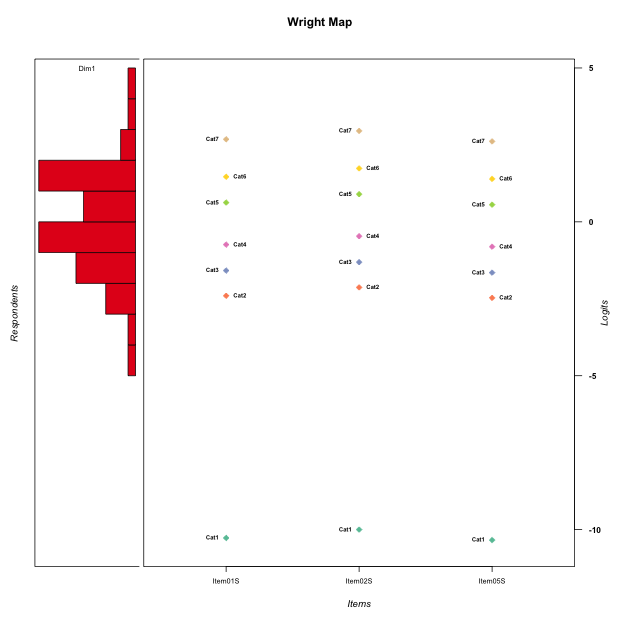 Wright Map
Dim1
5
Cat7
Cat7
Cat7
Cat6
Cat6
Cat6
Cat5
Cat5
Cat5
0
Cat4
Cat4
Cat4
Cat3
Cat3
Cat3
Cat2
Cat2
Cat2
Respondents
Logits
-5
-10
Cat1
Cat1
Cat1
Item01S
Item02S
Item05S
Items